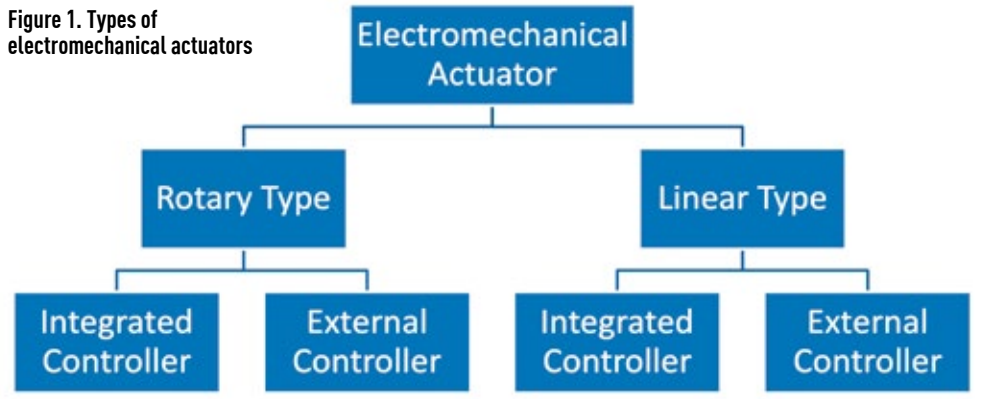 Figure 1. Types of
electromechanical actuators
Electromechanical
Actuator
Rotary Type
Linear Type
Integrated
Controller
External
Controller
Integrated
Controller
External
Controller